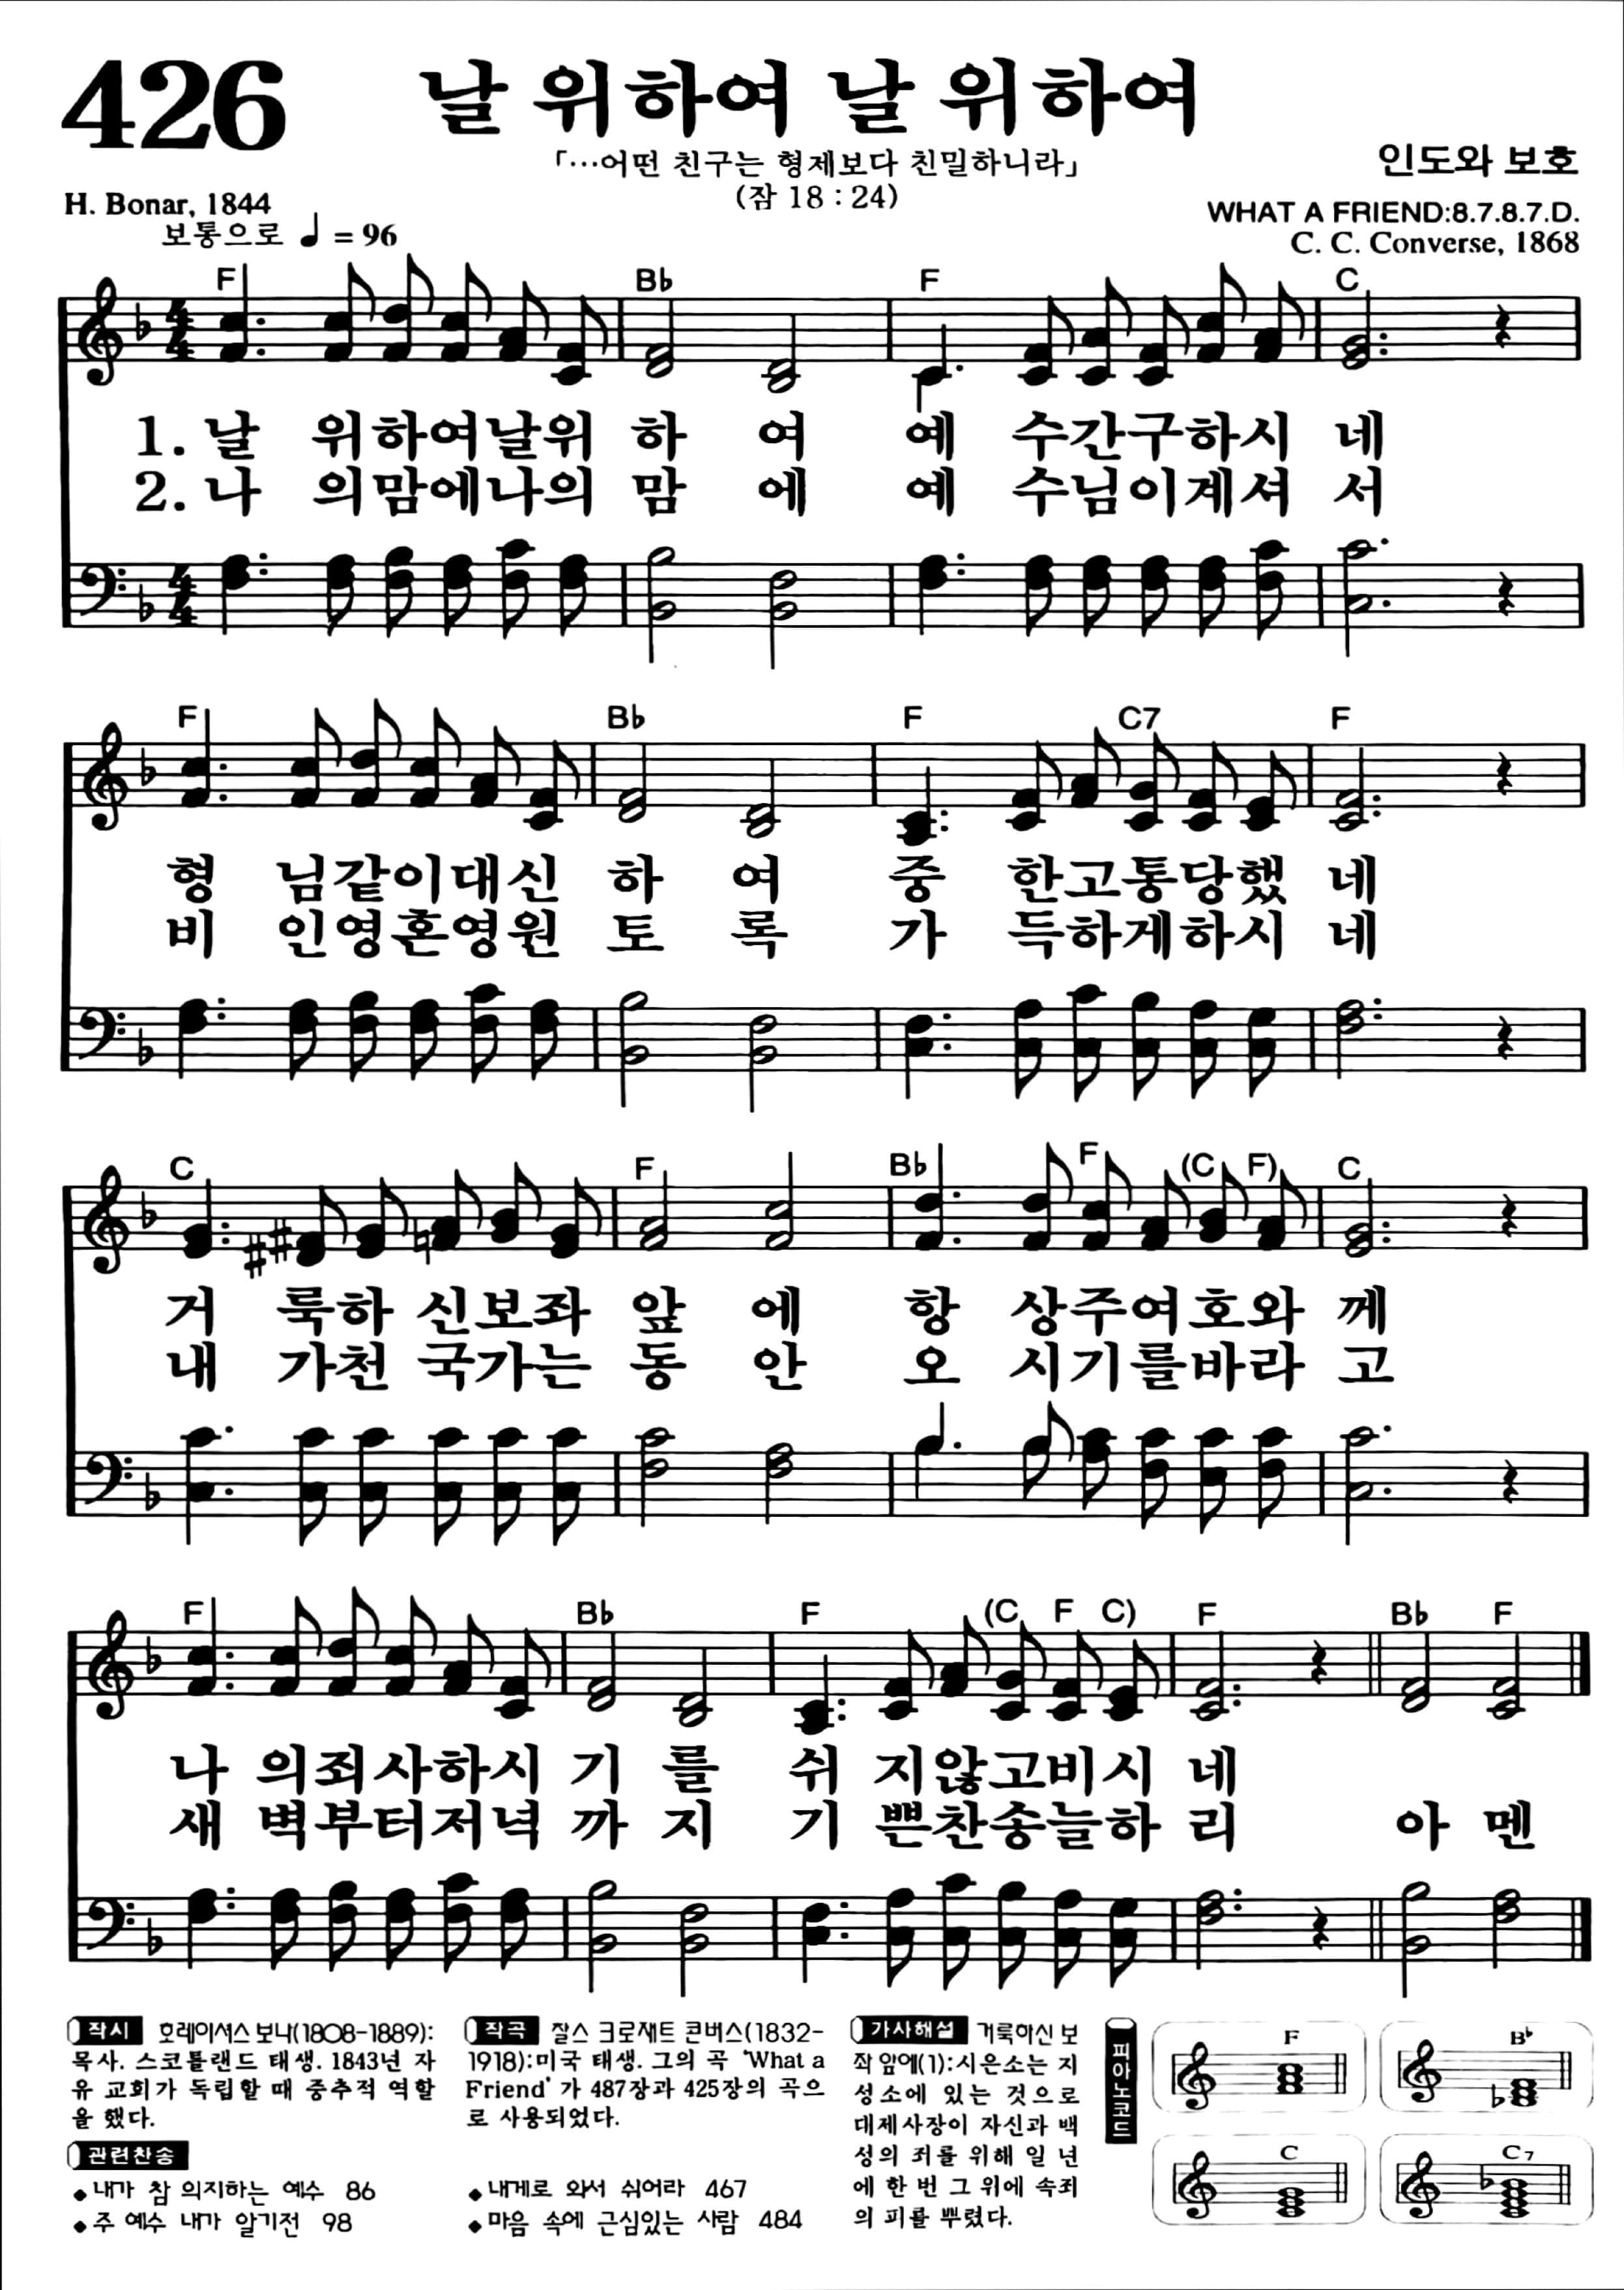 426
날 위하여 날 위하여
「…어떤 친구는 형제보다 친밀하니라」
(잠 18 : 24)
인도와 보호
H. Bonar, 1844
보통으로 ♩ = 96
WHAT A FRIEND:8.7.8.7.D.
C. C. Converse, 1868
F B♭ F C
1. 날 위하여날위 하 여 예 수간구하시 네
2. 나 의맘에나의 맘 에 예 수님이계셔 서
F B♭ F C7 F
형 님같이대신 하 여 중 한고통당했 네
비 인영혼영원 토 록 가 득하게하시 네
C F B♭ F (C F) C
거 룩하 신보좌 앞 에 항 상주여호와 께
내 가천 국가는 동 안 오 시기를바라 고
F B♭ F (C F C) F B♭ F
나 의죄사하시 기 를 쉬 지않고비시 네
새 벽부터저녁 까 지 기 쁜찬송늘하 리 아 멘
작시 호레이셔스 보나(1808-1889):
목사. 스코틀랜드 태생. 1843년 자
유 교회가 독립할 때 중추적 역할
을 했다.
작곡 찰스 크로재트 콘버스(1832-
1918):미국 태생. 그의 곡 'What a
Friend' 가 487장과 425장의 곡으
로 사용되었다.
가사해설 거룩하신 보
좌 앞에(1):시은소는 지
성소에 있는 것으로
대제사장이 자신과 백
성의 죄를 위해 일 년
에 한 번 그 위에 속죄
의 피를 뿌렸다.
관련찬송
◆내가 참 의지하는 예수 86
◆주 예수 내가 알기전 98
◆내게로 와서 쉬어라 467
◆마음 속에 근심있는 사람 484
피아노코드
F
B♭
C
C7